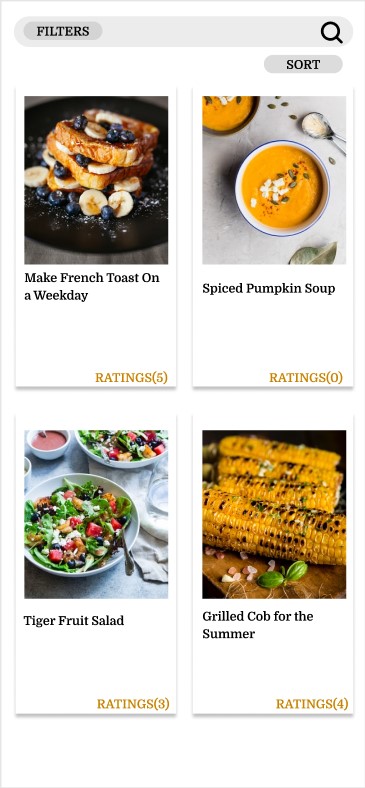 FILTERS
SORT
Make French Toast On
a Weekday
RATINGS(5)
Spiced Pumpkin Soup
RATINGS(0)
Tiger Fruit Salad
RATINGS(3)
Grilled Cob for the
Summer
RATINGS(4)